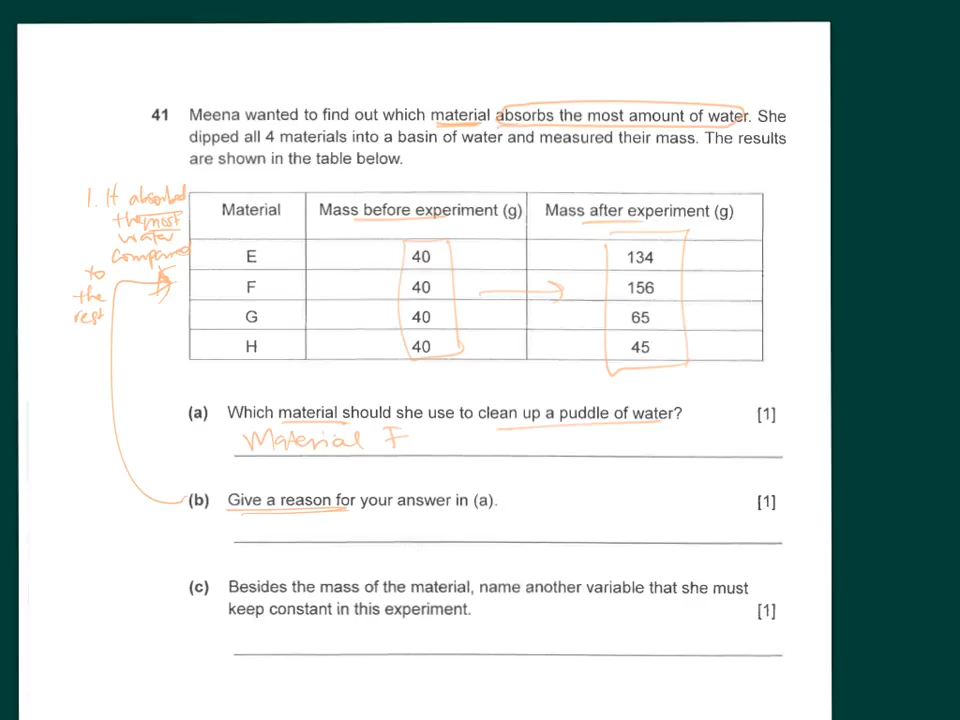 41 Meena wanted to find out which material absorbs the most amount of water. She
dipped all 4 materials into a basin of water and measured their mass. The results
are shown in the table below.
1. It absorbed
the most
water
compared
to
the
rest
Material Mass before experiment (g) Mass after experiment (g)
E 40 134
F 40 156
G 40 65
H 40 45
(a) Which material should she use to clean up a puddle of water? [1]
Material F
(b) Give a reason for your answer in (a). [1]
(c) Besides the mass of the material, name another variable that she must
keep constant in this experiment. [1]